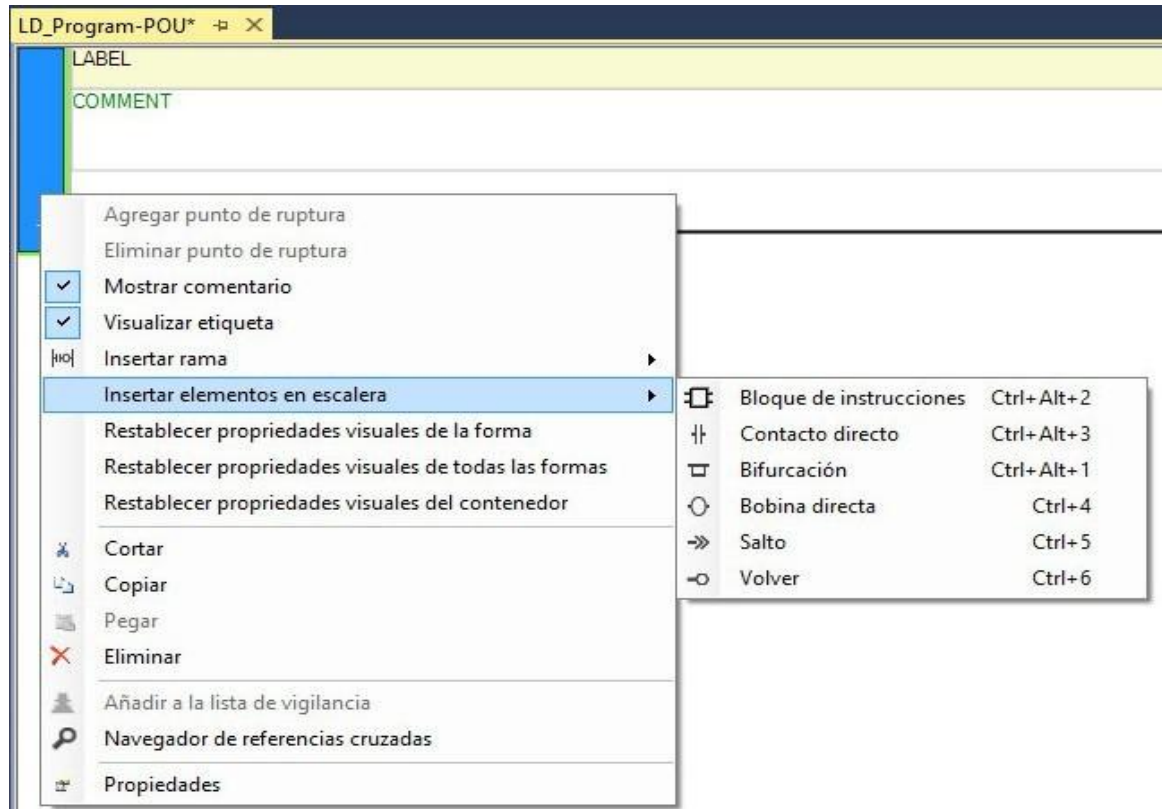 LD_Program-POU*
LABEL
COMMENT
Agregar punto de ruptura
Eliminar punto de ruptura
Mostrar comentario
Visualizar etiqueta
Insertar rama
Insertar elementos en escalera
Restablecer propriedades visuales de la forma
Restablecer propriedades visuales de todas las formas
Restablecer propriedades visuales del contenedor
Cortar
Copiar
Pegar
Eliminar
Añadir a la lista de vigilancia
Navegador de referencias cruzadas
Propiedades
Bloque de instrucciones Ctrl+Alt+2
Contacto directo Ctrl+Alt+3
Bifurcación Ctrl+Alt+1
Bobina directa Ctrl+4
Salto Ctrl+5
Volver Ctrl+6